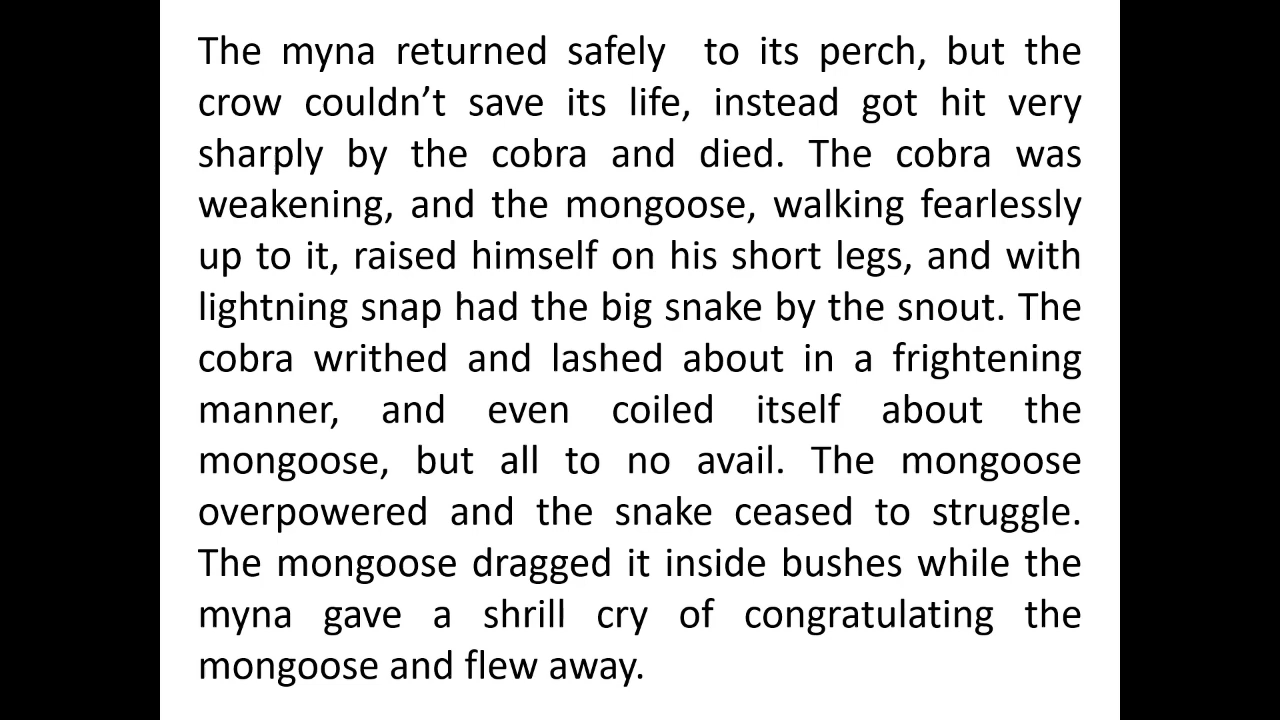 The myna returned safely  to its perch, but the
crow couldn’t save its life, instead got hit very
sharply by the cobra and died. The cobra was
weakening, and the mongoose, walking fearlessly
up to it, raised himself on his short legs, and with
lightning snap had the big snake by the snout. The
cobra writhed and lashed about in a frightening
manner, and even coiled itself about the
mongoose, but all to no avail. The mongoose
overpowered and the snake ceased to struggle.
The mongoose dragged it inside bushes while the
myna gave a shrill cry of congratulating the
mongoose and flew away.